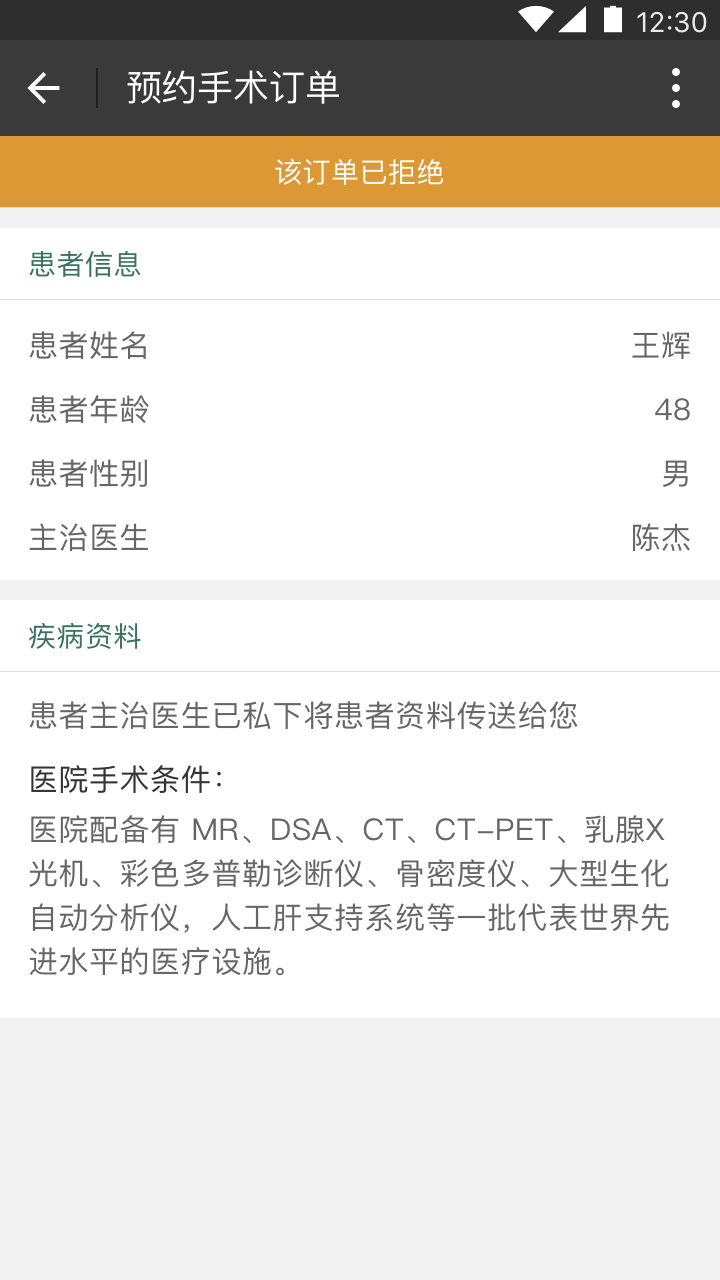 12:30
预约手术订单
该订单已拒绝
患者信息
患者姓名 王辉
患者年龄 48
患者性别 男
主治医生 陈杰
疾病资料
患者主治医生已私下将患者资料传送给您
医院手术条件：
医院配备有 MR、DSA、CT、CT-PET、乳腺X
光机、彩色多普勒诊断仪、骨密度仪、大型生化
自动分析仪，人工肝支持系统等一批代表世界先
进水平的医疗设施。